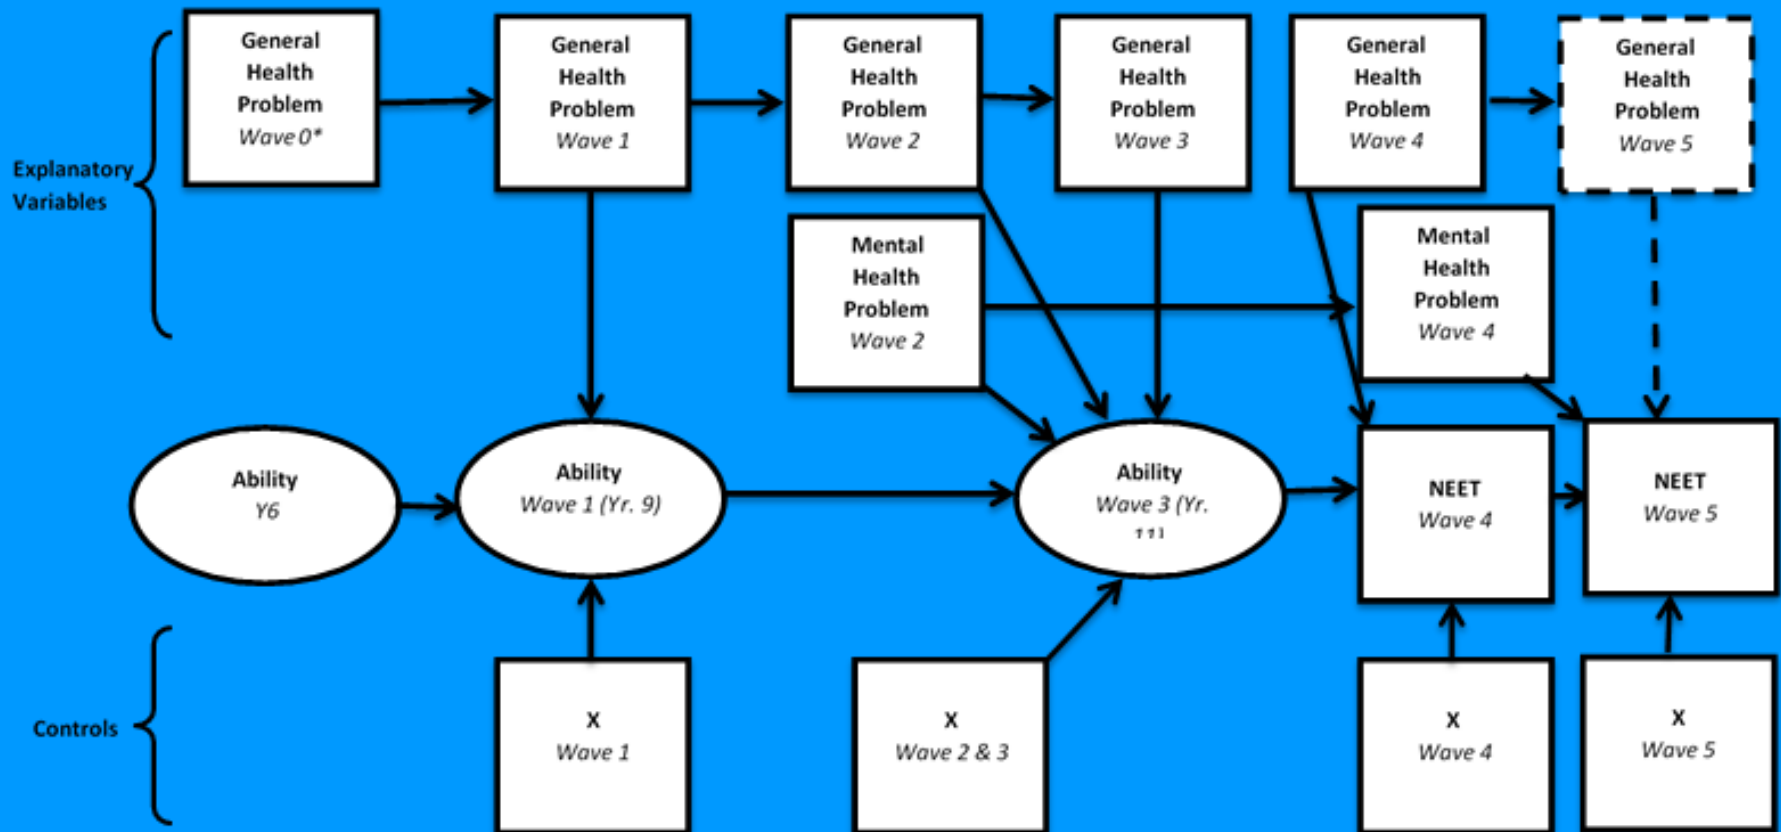 General
Health
Problem
Wave 0*
General
Health
Problem
Wave 1
General
Health
Problem
Wave 2
General
Health
Problem
Wave 3
General
Health
Problem
Wave 4
General
Health
Problem
Wave 5
Explanatory
Variables
Mental
Health
Problem
Wave 2
Mental
Health
Problem
Wave 4
Ability
Y6
Ability
Wave 1 (Yr. 9)
Ability
Wave 3 (Yr.
11)
NEET
Wave 4
NEET
Wave 5
Controls
X
Wave 1
X
Wave 2 & 3
X
Wave 4
X
Wave 5